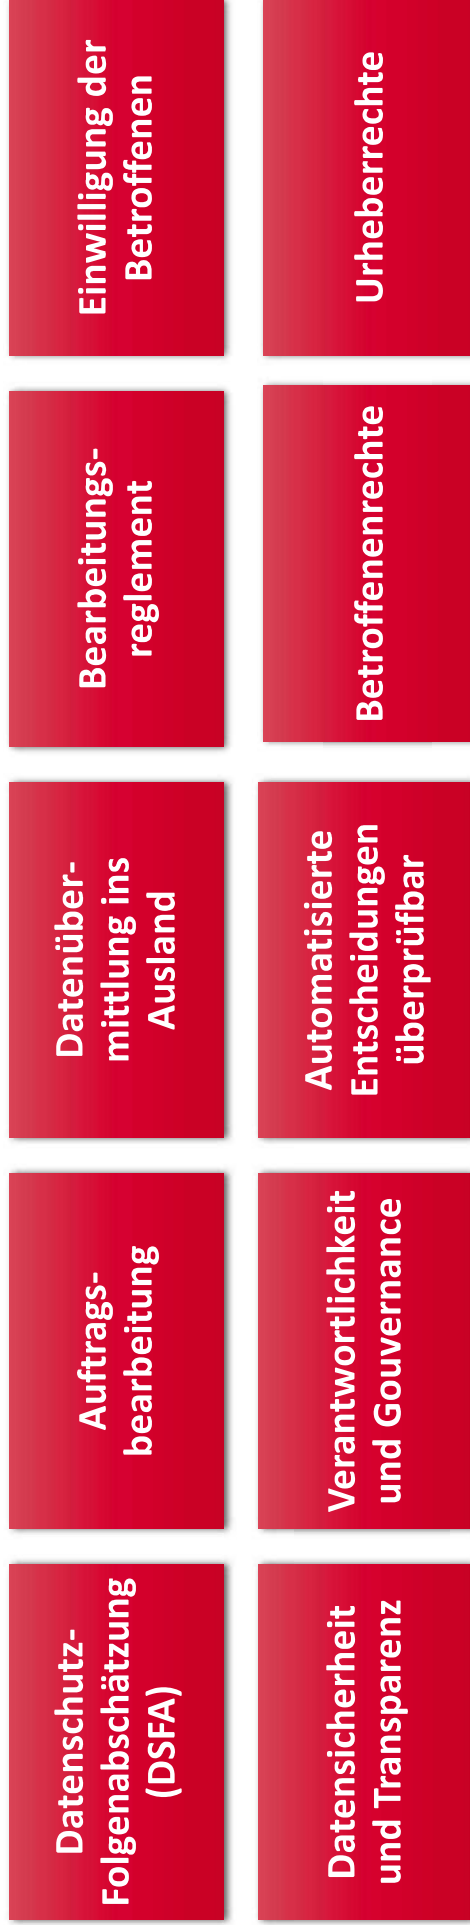 Datenschutz-
Folgenabschätzung
(DSFA)
Auftrags-
bearbeitung
Datenüber-
mittlung ins
Ausland
Bearbeitungs-
reglement
Einwilligung der
Betroffenen
Datensicherheit
und Transparenz
Verantwortlichkeit
und Gouvernance
Automatisierte
Entscheidungen
überprüfbar
Betroffenenrechte
Urheberrechte